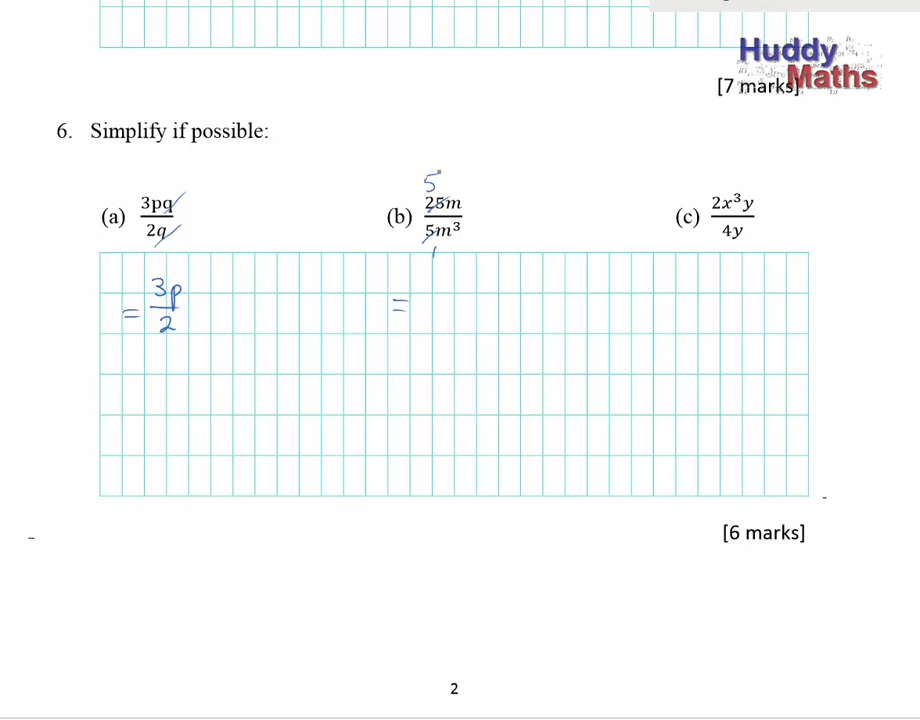 Huddy
Maths
[7 marks]
6. Simplify if possible:
(a) 3pq/2q
(b) 25m/5m³
5
1
(c) 2x³y/4y
= 3p/2
=
[6 marks]
2